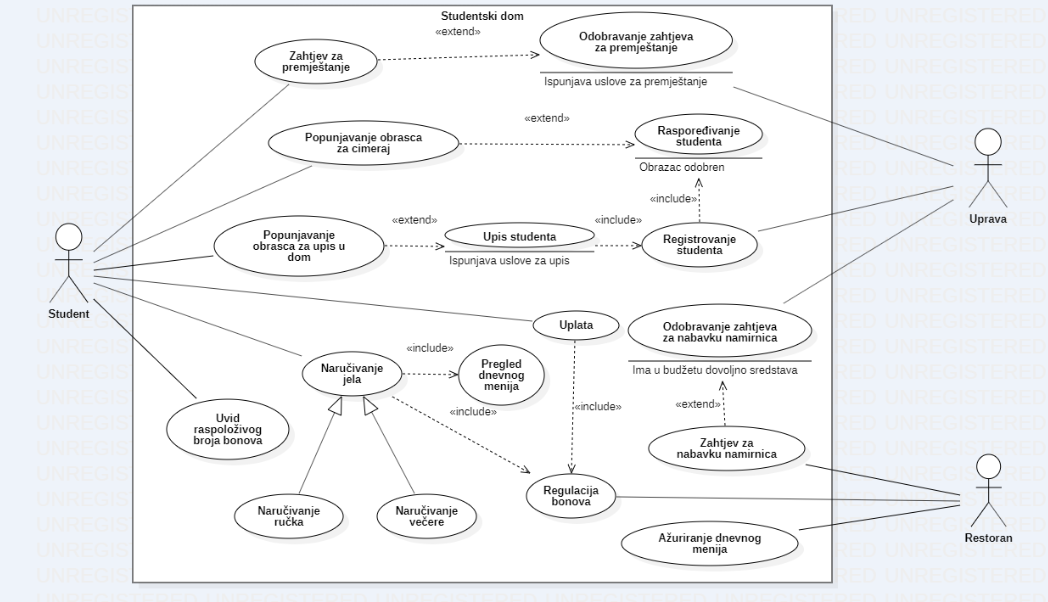 Studentski dom
«extend»
Zahtjev za
premještanje
Odobravanje zahtjeva
za premještanje
Ispunjava uslove za premještanje
Popunjavanje obrasca
za cimeraj
«extend»
Raspoređivanje
studenta
Obrazac odobren
«include»
Uprava
Popunjavanje
obrasca za upis u
dom
«extend»
Upis studenta
Ispunjava uslove za upis
«include»
Registrovanje
studenta
Student
Uplata
Odobravanje zahtjeva
za nabavku namirnica
Ima u budžetu dovoljno sredstava
Naručivanje
jela
«include»
Pregled
dnevnog
menija
«include»
«include»
«extend»
Uvid
raspoloživog
broja bonova
Zahtjev za
nabavku namirnica
Naručivanje
ručka
Naručivanje
večere
Regulacija
bonova
Ažuriranje dnevnog
menija
Restoran
UNREGISTERED